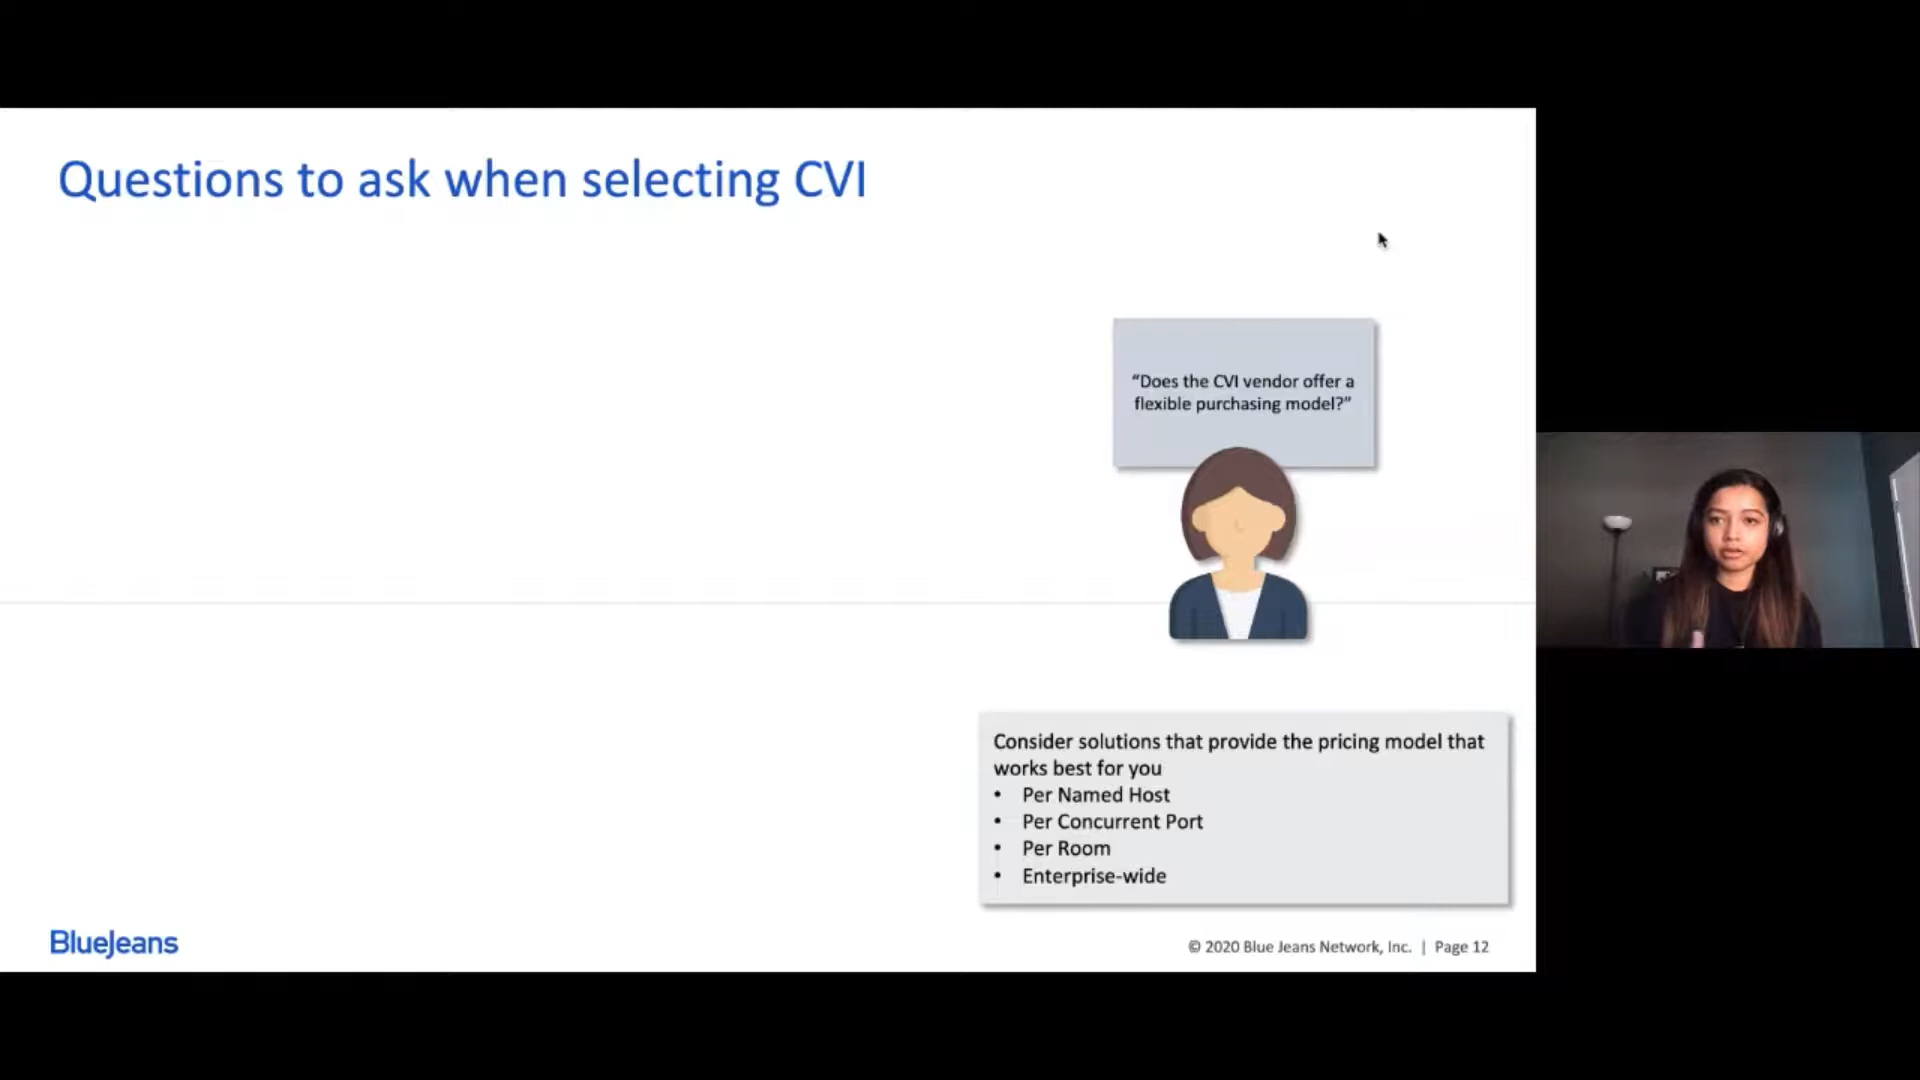 Questions to ask when selecting CVI
“Does the CVI vendor offer a
flexible purchasing model?”
Consider solutions that provide the pricing model that
works best for you
• Per Named Host
• Per Concurrent Port
• Per Room
• Enterprise-wide
BlueJeans
© 2020 Blue Jeans Network, Inc. | Page 12